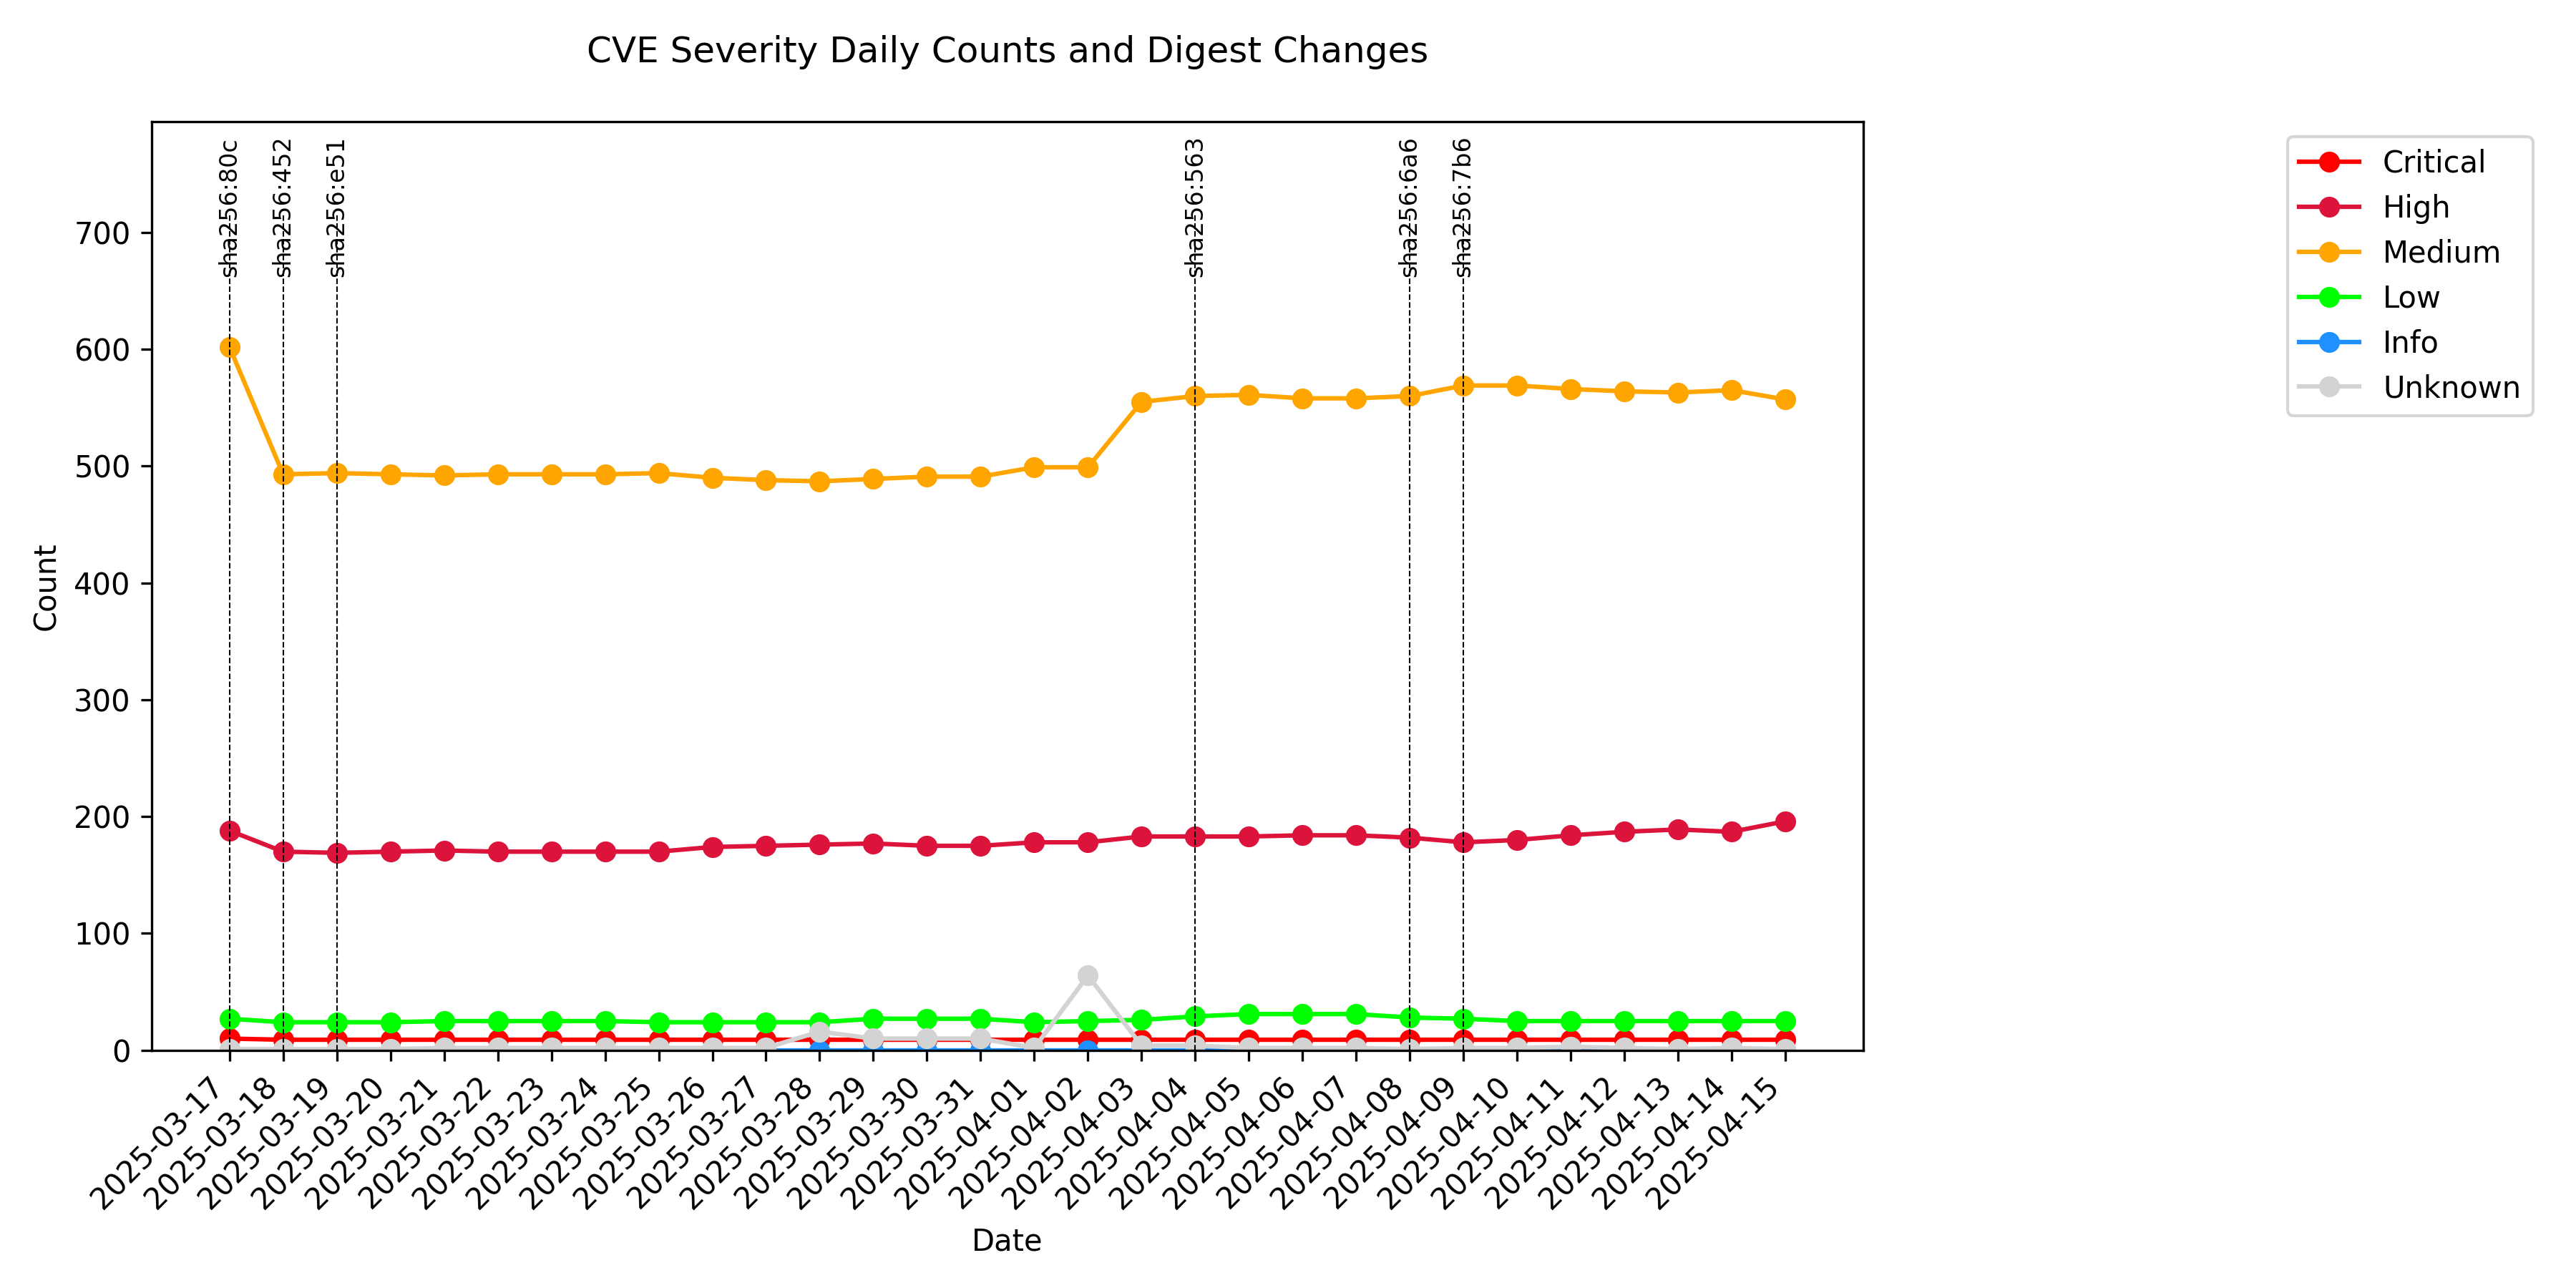 CVE Severity Daily Counts and Digest Changes
sha256:80c
sha256:452
sha256:e51
sha256:563
sha256:6a6
sha256:7b6
Critical
High
Medium
Low
Info
Unknown
Count
700
600
500
400
300
200
100
0
2025-03-17
2025-03-18
2025-03-19
2025-03-20
2025-03-21
2025-03-22
2025-03-23
2025-03-24
2025-03-25
2025-03-26
2025-03-27
2025-03-28
2025-03-29
2025-03-30
2025-03-31
2025-04-01
2025-04-02
2025-04-03
2025-04-04
2025-04-05
2025-04-06
2025-04-07
2025-04-08
2025-04-09
2025-04-10
2025-04-11
2025-04-12
2025-04-13
2025-04-14
2025-04-15
Date